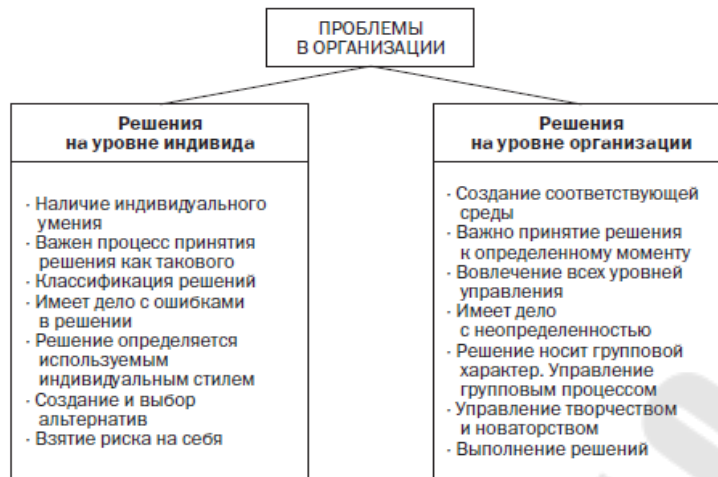 ПРОБЛЕМЫ
В ОРГАНИЗАЦИИ
Решения
на уровне индивида
· Наличие индивидуального
умения
· Важен процесс принятия
решения как такового
· Классификация решений
· Имеет дело с ошибками
в решении
· Решение определяется
используемым
индивидуальным стилем
· Создание и выбор
альтернатив
· Взятие риска на себя
Решения
на уровне организации
· Создание соответствующей
среды
· Важно принятие решения
к определенному моменту
· Вовлечение всех уровней
управления
· Имеет дело
с неопределенностью
· Решение носит групповой
характер. Управление
групповым процессом
· Управление творчеством
и новаторством
· Выполнение решений